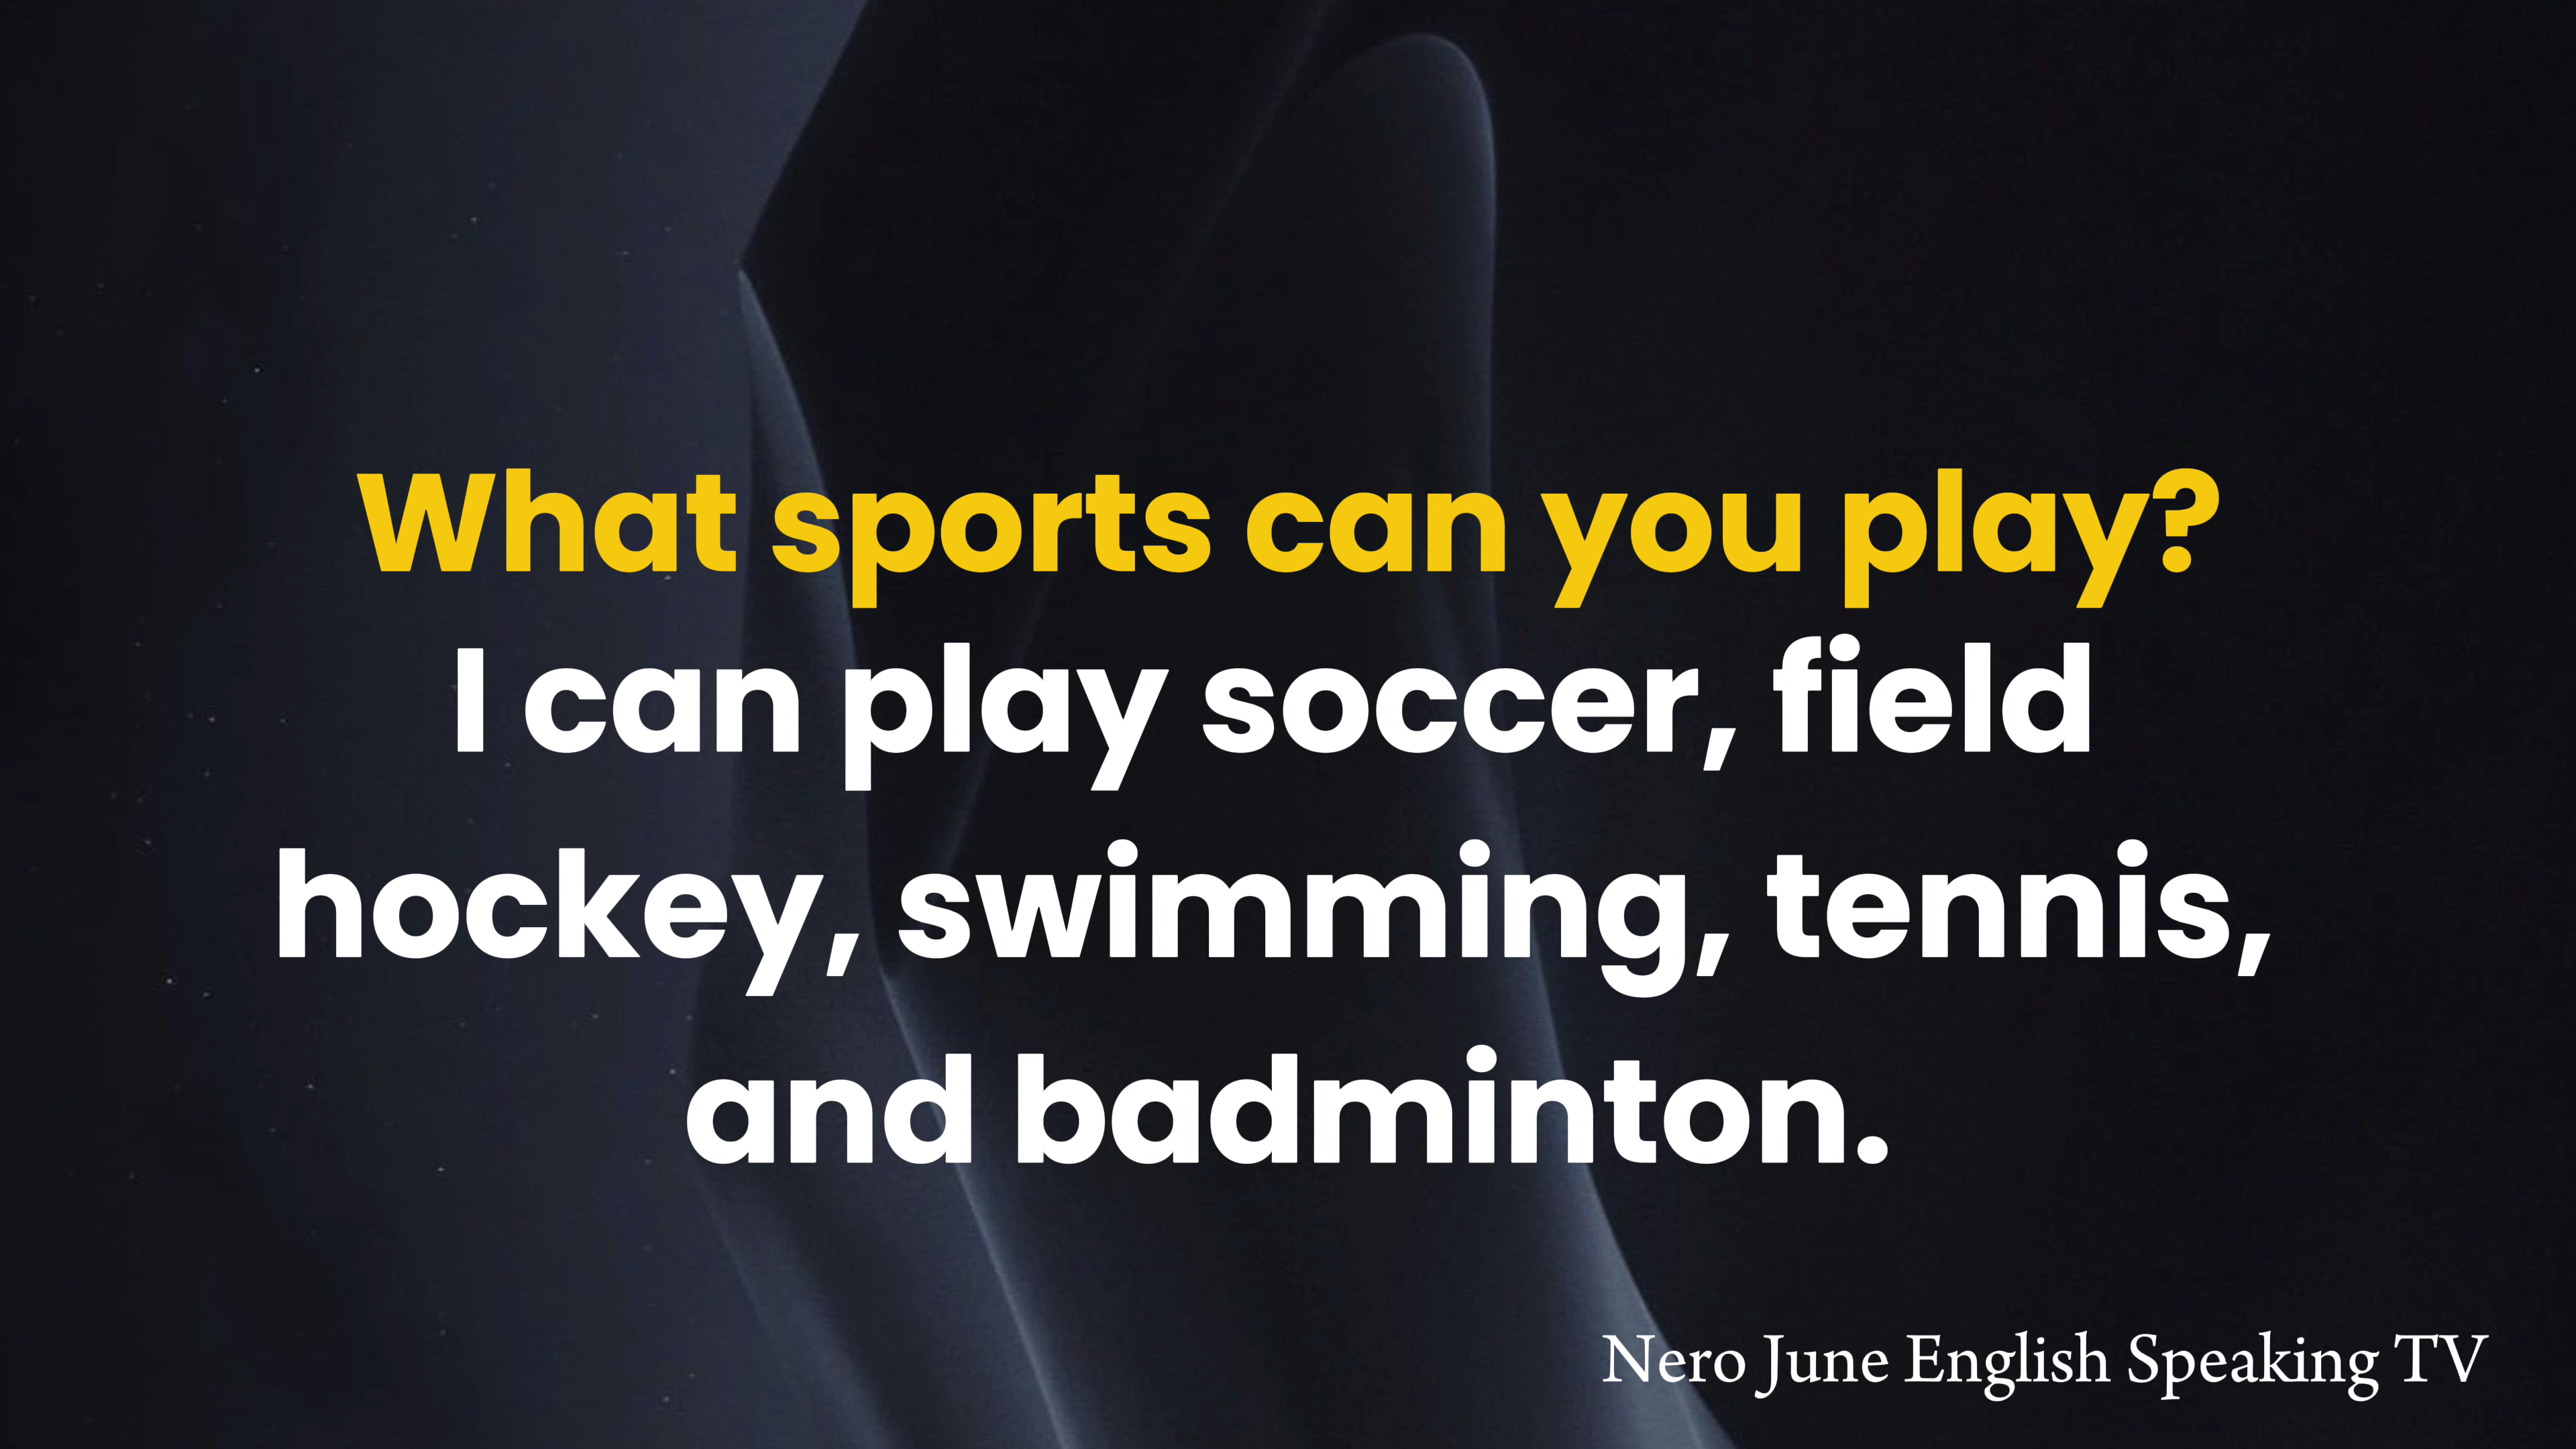 What sports can you play?
I can play soccer, field
hockey, swimming, tennis,
and badminton.
Nero June English Speaking TV